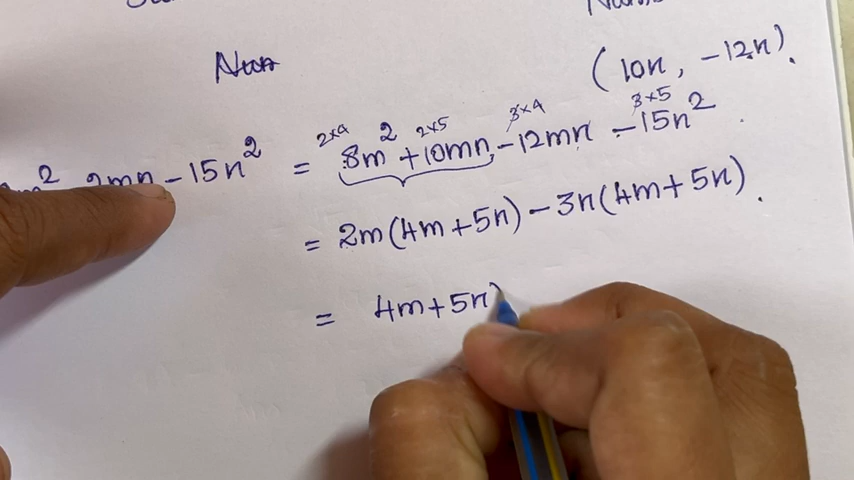 (10n, -12n).
2×4 2×5 3×4 3×5
m² 2mn - 15n² = 8m² + 10mn - 12mn - 15n².
= 2m(4m + 5n) - 3n(4m + 5n).
= 4m + 5n)